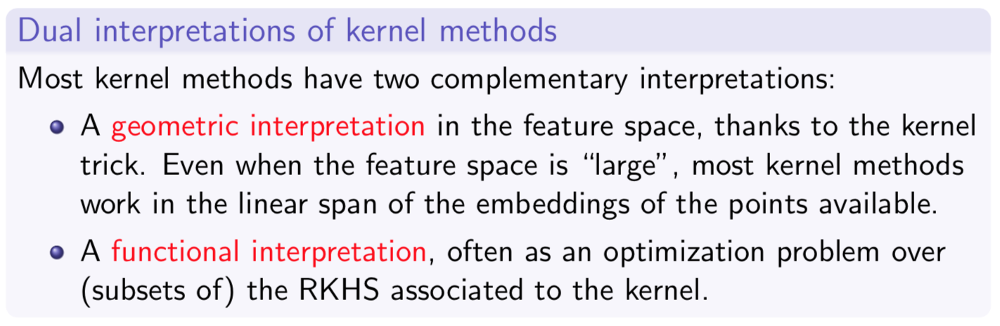 Dual interpretations of kernel methods
Most kernel methods have two complementary interpretations:
A geometric interpretation in the feature space, thanks to the kernel
trick. Even when the feature space is “large”, most kernel methods
work in the linear span of the embeddings of the points available.
A functional interpretation, often as an optimization problem over
(subsets of) the RKHS associated to the kernel.